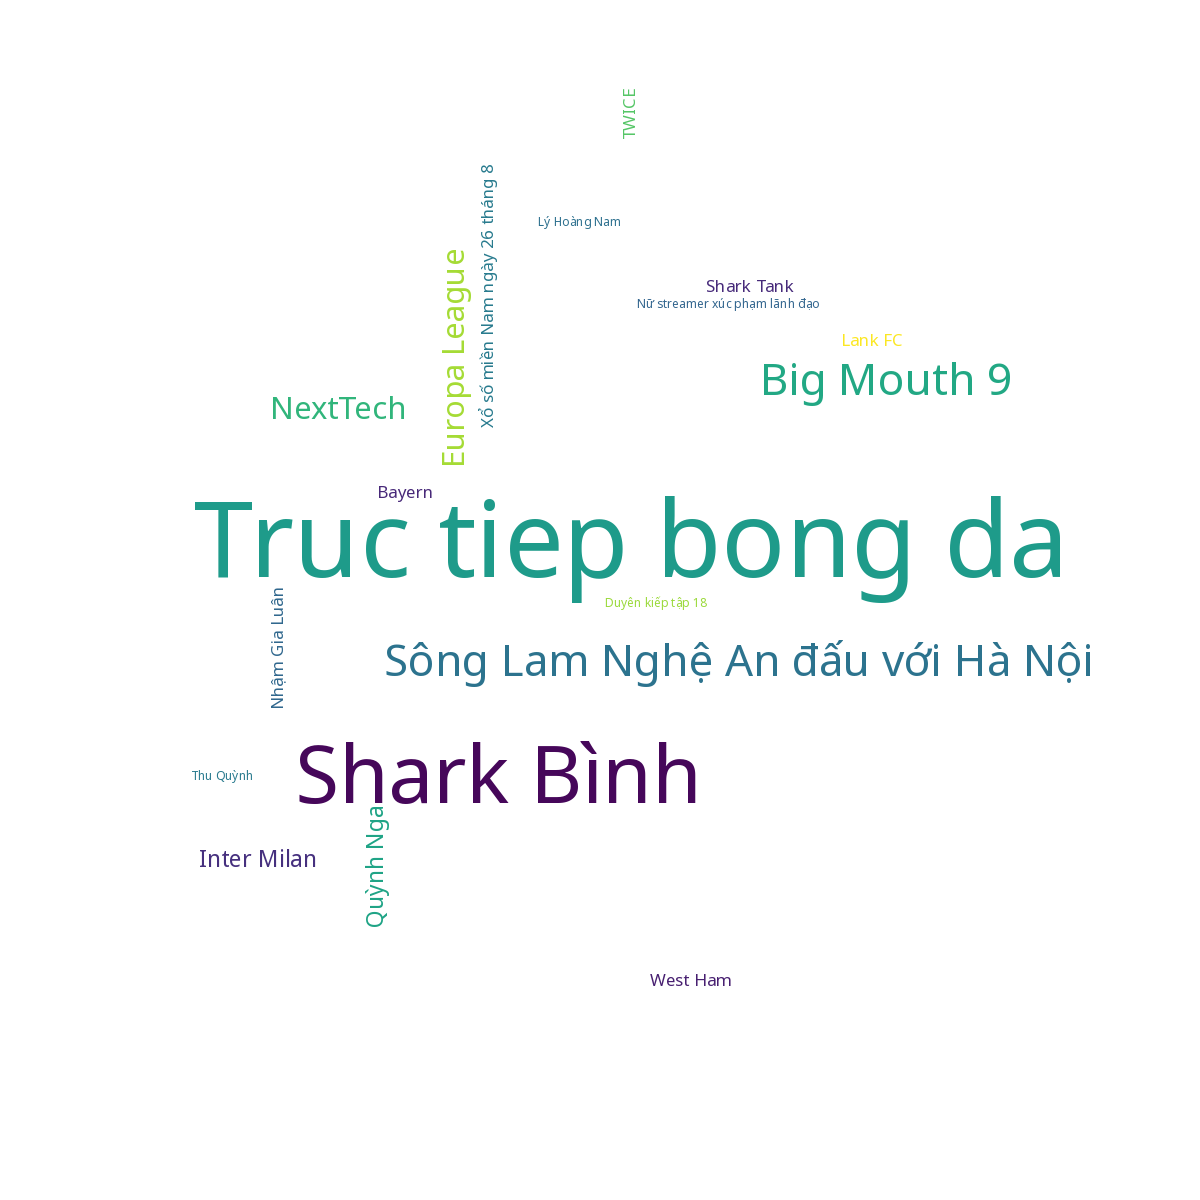 TWICE
Xổ số miền Nam ngày 26 tháng 8
Lý Hoàng Nam
Europa League
Shark Tank
Nữ streamer xúc phạm lãnh đạo
Lank FC
Big Mouth 9
NextTech
Bayern
Truc tiep bong da
Duyên kiếp tập 18
Nhậm Gia Luân
Sông Lam Nghệ An đấu với Hà Nội
Shark Bình
Thu Quỳnh
Quỳnh Nga
Inter Milan
West Ham